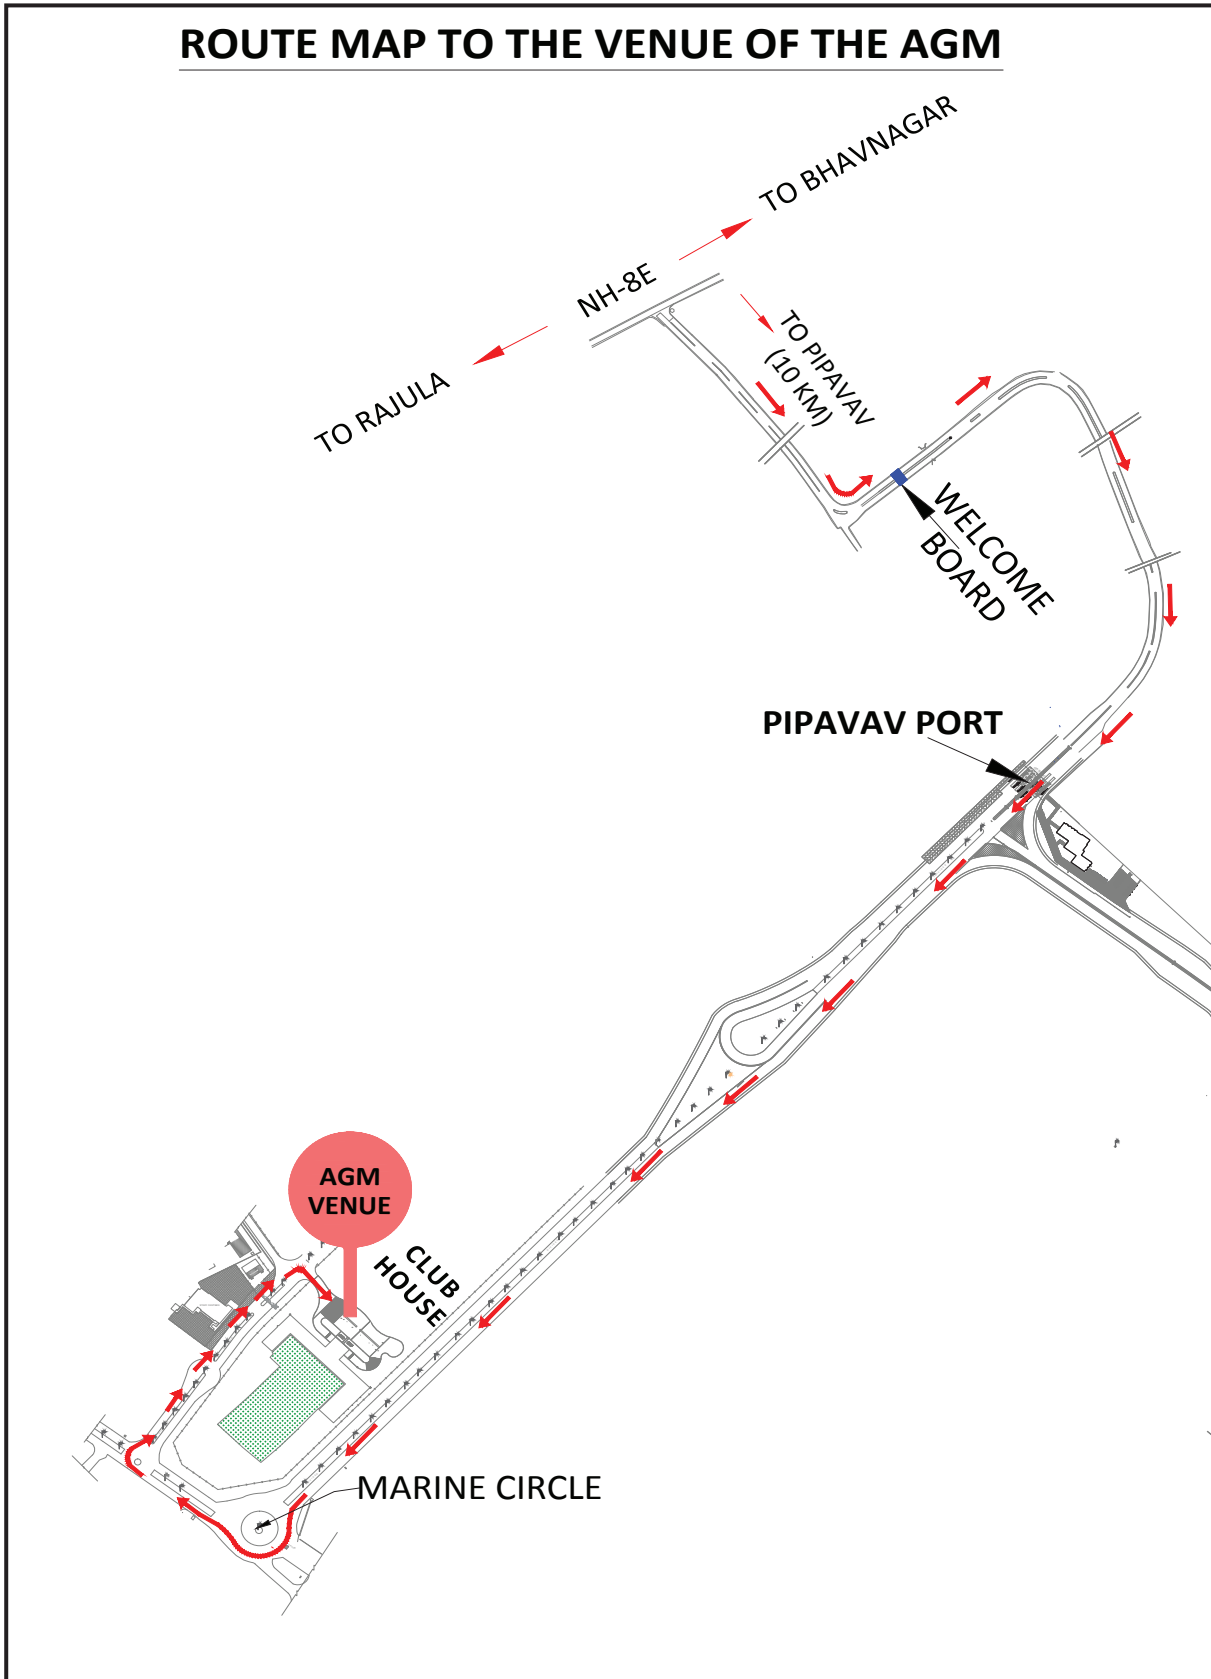 ROUTE MAP TO THE VENUE OF THE AGM
TO BHAVNAGAR
NH-8E
TO RAJULA
TO PIPAVAV
(10 KM)
WELCOME
BOARD
PIPAVAV PORT
AGM
VENUE
CLUB
HOUSE
MARINE CIRCLE